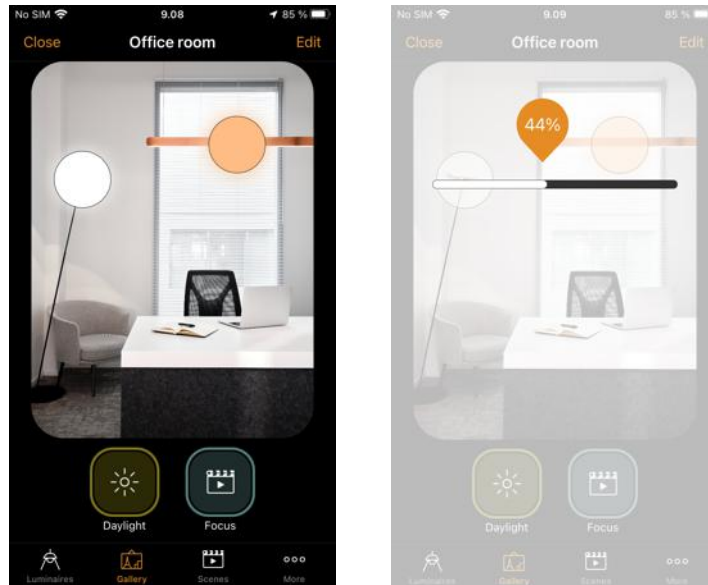 No SIM 9.08 85 %
Close Office room Edit
Daylight Focus
Luminaires Gallery Scenes More
No SIM 9.09 85 %
Close Office room Edit
44%
Daylight Focus
Luminaires Gallery Scenes More